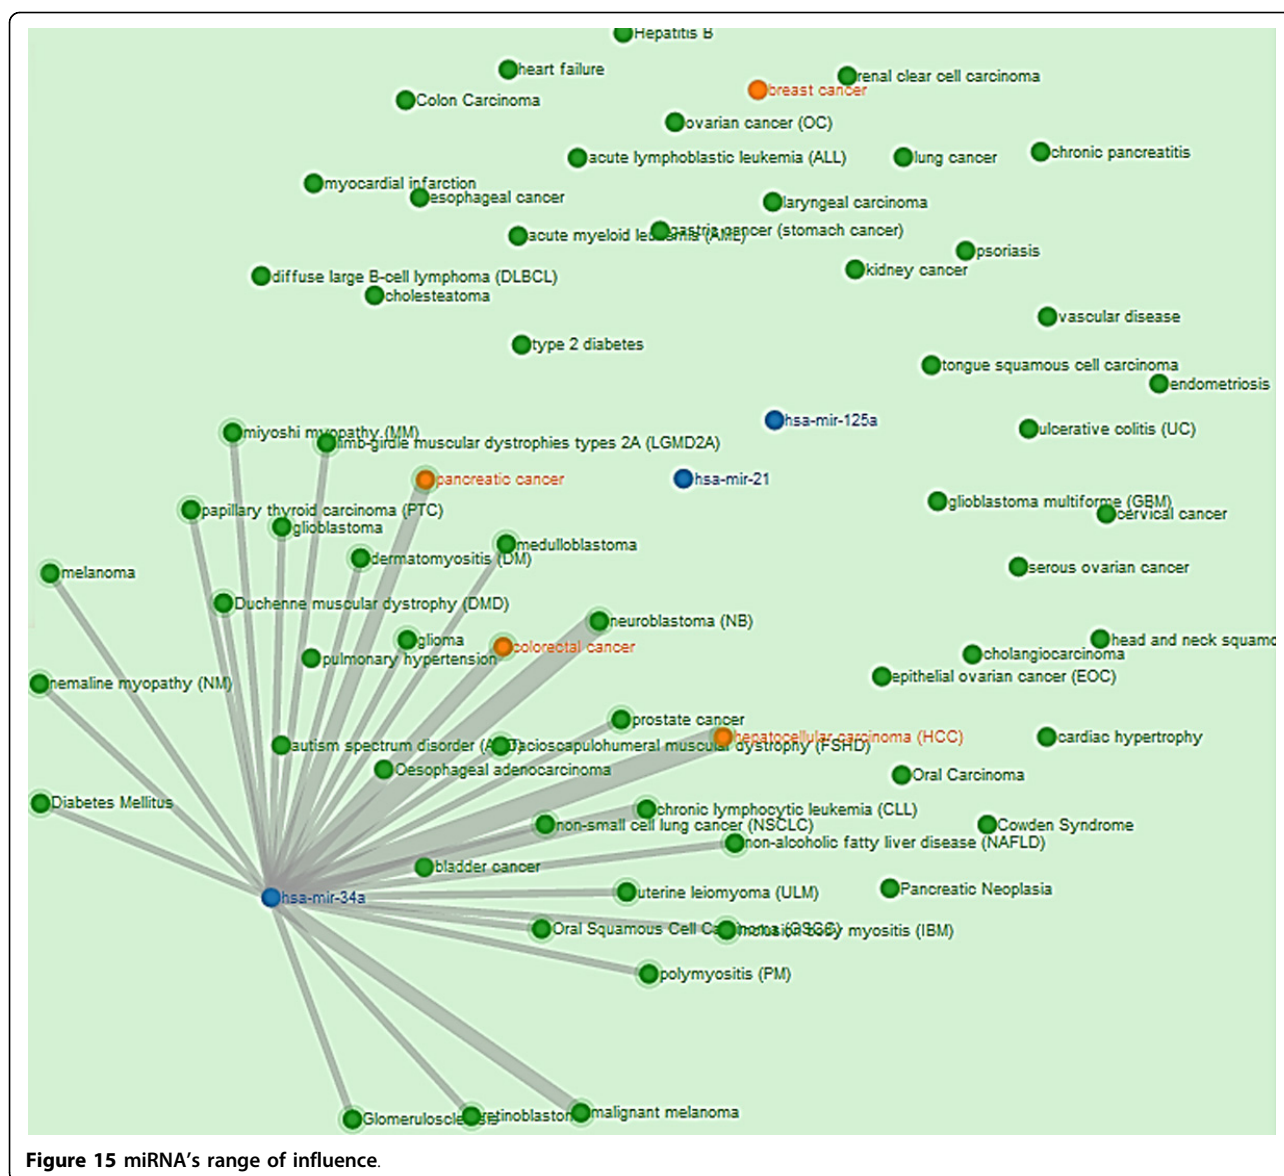 Hepatitis B
heart failure
renal clear cell carcinoma
breast cancer
Colon Carcinoma
ovarian cancer (OC)
chronic pancreatitis
acute lymphoblastic leukemia (ALL)
lung cancer
myocardial infarction
esophageal cancer
laryngeal carcinoma
gastric cancer (stomach cancer)
acute myeloid leukemia (AML)
psoriasis
kidney cancer
diffuse large B-cell lymphoma (DLBCL)
cholesteatoma
vascular disease
type 2 diabetes
tongue squamous cell carcinoma
endometriosis
hsa-mir-125a
ulcerative colitis (UC)
miyoshi myopathy (MM)
limb-girdle muscular dystrophies types 2A (LGMD2A)
pancreatic cancer
hsa-mir-21
glioblastoma multiforme (GBM)
papillary thyroid carcinoma (PTC)
cervical cancer
glioblastoma
medulloblastoma
dermatomyositis (DM)
serous ovarian cancer
melanoma
Duchenne muscular dystrophy (DMD)
neuroblastoma (NB)
glioma
head and neck squamo
colorectal cancer
cholangiocarcinoma
pulmonary hypertension
epithelial ovarian cancer (EOC)
nemaline myopathy (NM)
prostate cancer
hepatocellular carcinoma (HCC)
cardiac hypertrophy
autism spectrum disorder
acioscapulohumeral muscular dystrophy (FSHD)
Oesophageal adenocarcinoma
Oral Carcinoma
Diabetes Mellitus
chronic lymphocytic leukemia (CLL)
non-small cell lung cancer (NSCLC)
Cowden Syndrome
non-alcoholic fatty liver disease (NAFLD)
bladder cancer
Pancreatic Neoplasia
uterine leiomyoma (ULM)
hsa-mir-34a
Oral Squamous Cell Carcinoma (OSCC)
inclusion body myositis (IBM)
polymyositis (PM)
malignant melanoma
retinoblastom
Glomerulosclerosis
Figure 15 miRNA's range of influence.